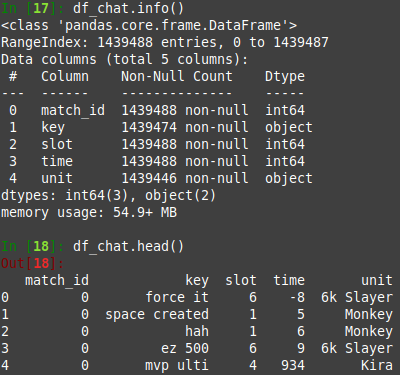 In [17]: df_chat.info()
<class 'pandas.core.frame.DataFrame'>
RangeIndex: 1439488 entries, 0 to 1439487
Data columns (total 5 columns):
 #   Column    Non-Null Count    Dtype
---  ------    --------------    -----
 0   match_id  1439488 non-null  int64
 1   key       1439474 non-null  object
 2   slot      1439488 non-null  int64
 3   time      1439488 non-null  int64
 4   unit      1439446 non-null  object
dtypes: int64(3), object(2)
memory usage: 54.9+ MB
In [18]: df_chat.head()
Out[18]:
   match_id            key  slot  time       unit
0         0       force it     6    -8  6k Slayer
1         0  space created     1     5     Monkey
2         0            hah     1     6     Monkey
3         0         ez 500     6     9  6k Slayer
4         0       mvp ulti     4   934       Kira